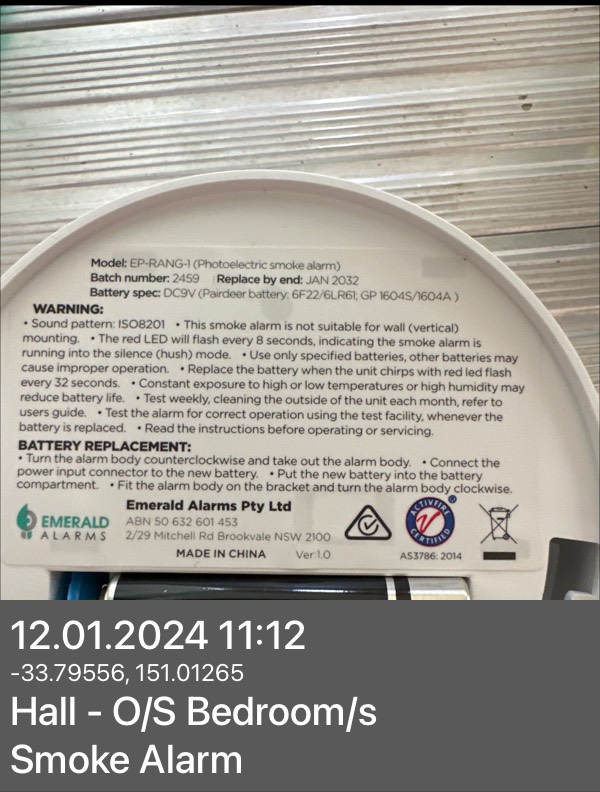 Model: EP-RANG-1 (Photoelectric smoke alarm)
Batch number: 2459 Replace by end: JAN 2032
Battery spec: DC9V (Pairdeer battery: 6F22/6LR61; GP 1604S/1604A )
WARNING:
• Sound pattern: ISO8201 • This smoke alarm is not suitable for wall (vertical)
mounting. • The red LED will flash every 8 seconds, indicating the smoke alarm is
running into the silence (hush) mode. • Use only specified batteries, other batteries may
cause improper operation. • Replace the battery when the unit chirps with red led flash
every 32 seconds. • Constant exposure to high or low temperatures or high humidity may
reduce battery life. • Test weekly, cleaning the outside of the unit each month, refer to
users guide. • Test the alarm for correct operation using the test facility, whenever the
battery is replaced. • Read the instructions before operating or servicing.
BATTERY REPLACEMENT:
• Turn the alarm body counterclockwise and take out the alarm body. • Connect the
power input connector to the new battery. • Put the new battery into the battery
compartment. • Fit the alarm body on the bracket and turn the alarm body clockwise.
EMERALD
ALARMS
Emerald Alarms Pty Ltd
ABN 50 632 601 453
2/29 Mitchell Rd Brookvale NSW 2100
MADE IN CHINA Ver:1.0
ACTIVFIRE
®
CERTIFIED
AS3786: 2014
12.01.2024 11:12
-33.79556, 151.01265
Hall - O/S Bedroom/s
Smoke Alarm